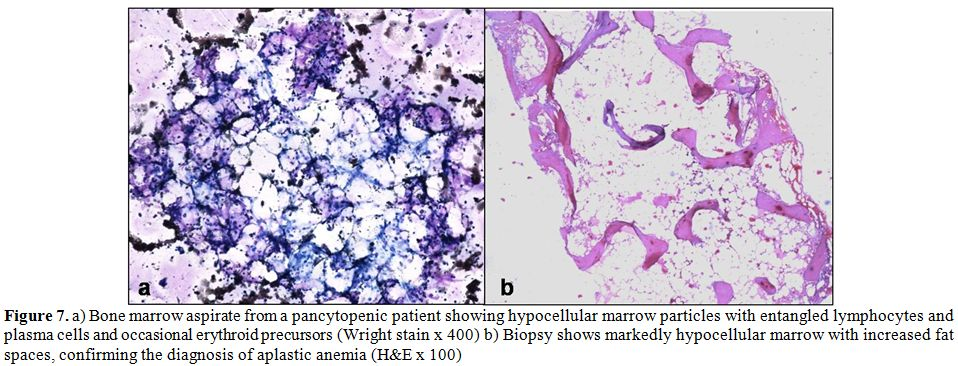 a
b
Figure 7. a) Bone marrow aspirate from a pancytopenic patient showing hypocellular marrow particles with entangled lymphocytes and
plasma cells and occasional erythroid precursors (Wright stain x 400) b) Biopsy shows markedly hypocellular marrow with increased fat
spaces, confirming the diagnosis of aplastic anemia (H&E x 100)